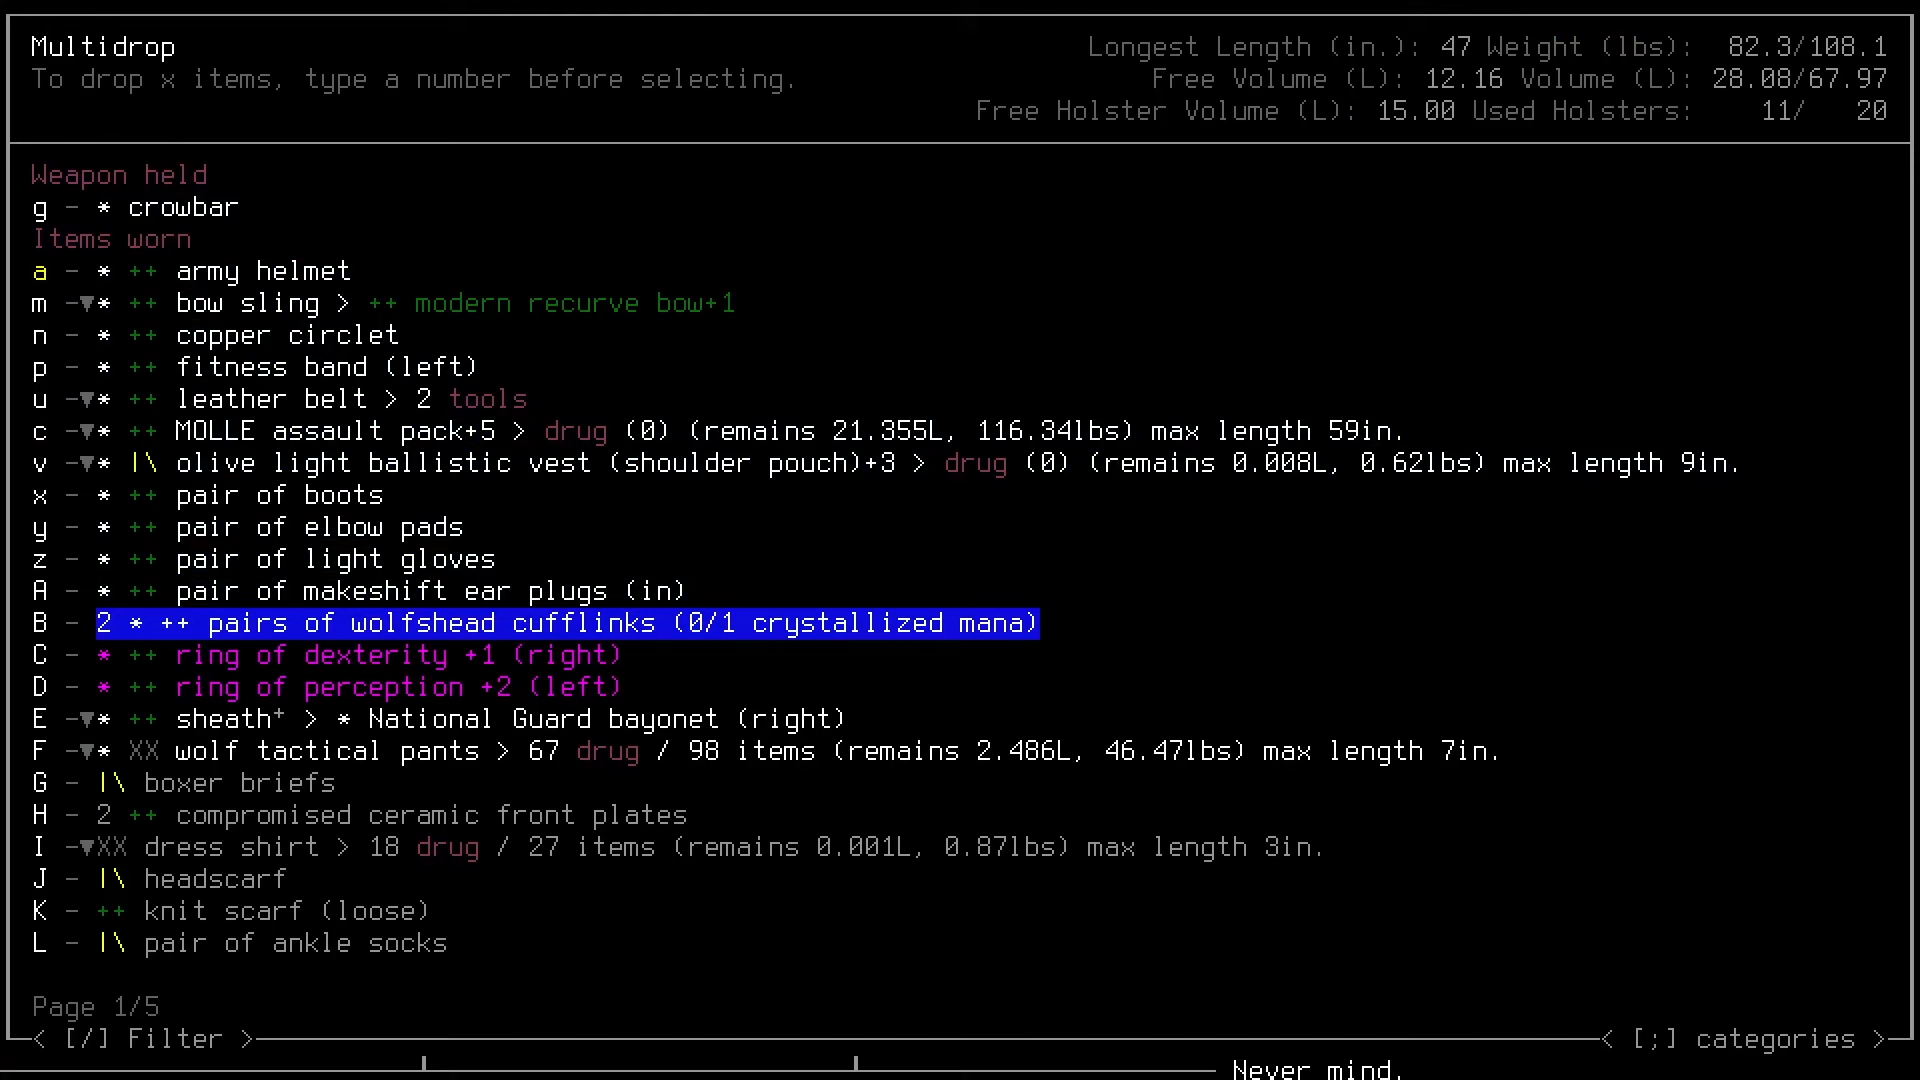 Multidrop
Longest Length (in.): 47 Weight (lbs): 82.3/108.1
To drop x items, type a number before selecting.
Free Volume (L): 12.16 Volume (L): 28.08/67.97
Free Holster Volume (L): 15.00 Used Holsters: 11/ 20
Weapon held
g - * crowbar
Items worn
a - * ++ army helmet
m -▼* ++ bow sling > ++ modern recurve bow+1
n - * ++ copper circlet
p - * ++ fitness band (left)
u -▼* ++ leather belt > 2 tools
c -▼* ++ MOLLE assault pack+5 > drug (0) (remains 21.355L, 116.34lbs) max length 59in.
v -▼* |\ olive light ballistic vest (shoulder pouch)+3 > drug (0) (remains 0.008L, 0.62lbs) max length 9in.
x - * ++ pair of boots
y - * ++ pair of elbow pads
z - * ++ pair of light gloves
A - * ++ pair of makeshift ear plugs (in)
B - 2 * ++ pairs of wolfshead cufflinks (0/1 crystallized mana)
C - * ++ ring of dexterity +1 (right)
D - * ++ ring of perception +2 (left)
E -▼* ++ sheath⁺ > * National Guard bayonet (right)
F -▼* XX wolf tactical pants > 67 drug / 98 items (remains 2.486L, 46.47lbs) max length 7in.
G - |\ boxer briefs
H - 2 ++ compromised ceramic front plates
I -▼XX dress shirt > 18 drug / 27 items (remains 0.001L, 0.87lbs) max length 3in.
J - |\ headscarf
K - ++ knit scarf (loose)
L - |\ pair of ankle socks
Page 1/5
< [/] Filter >
< [;] categories >
Never mind.